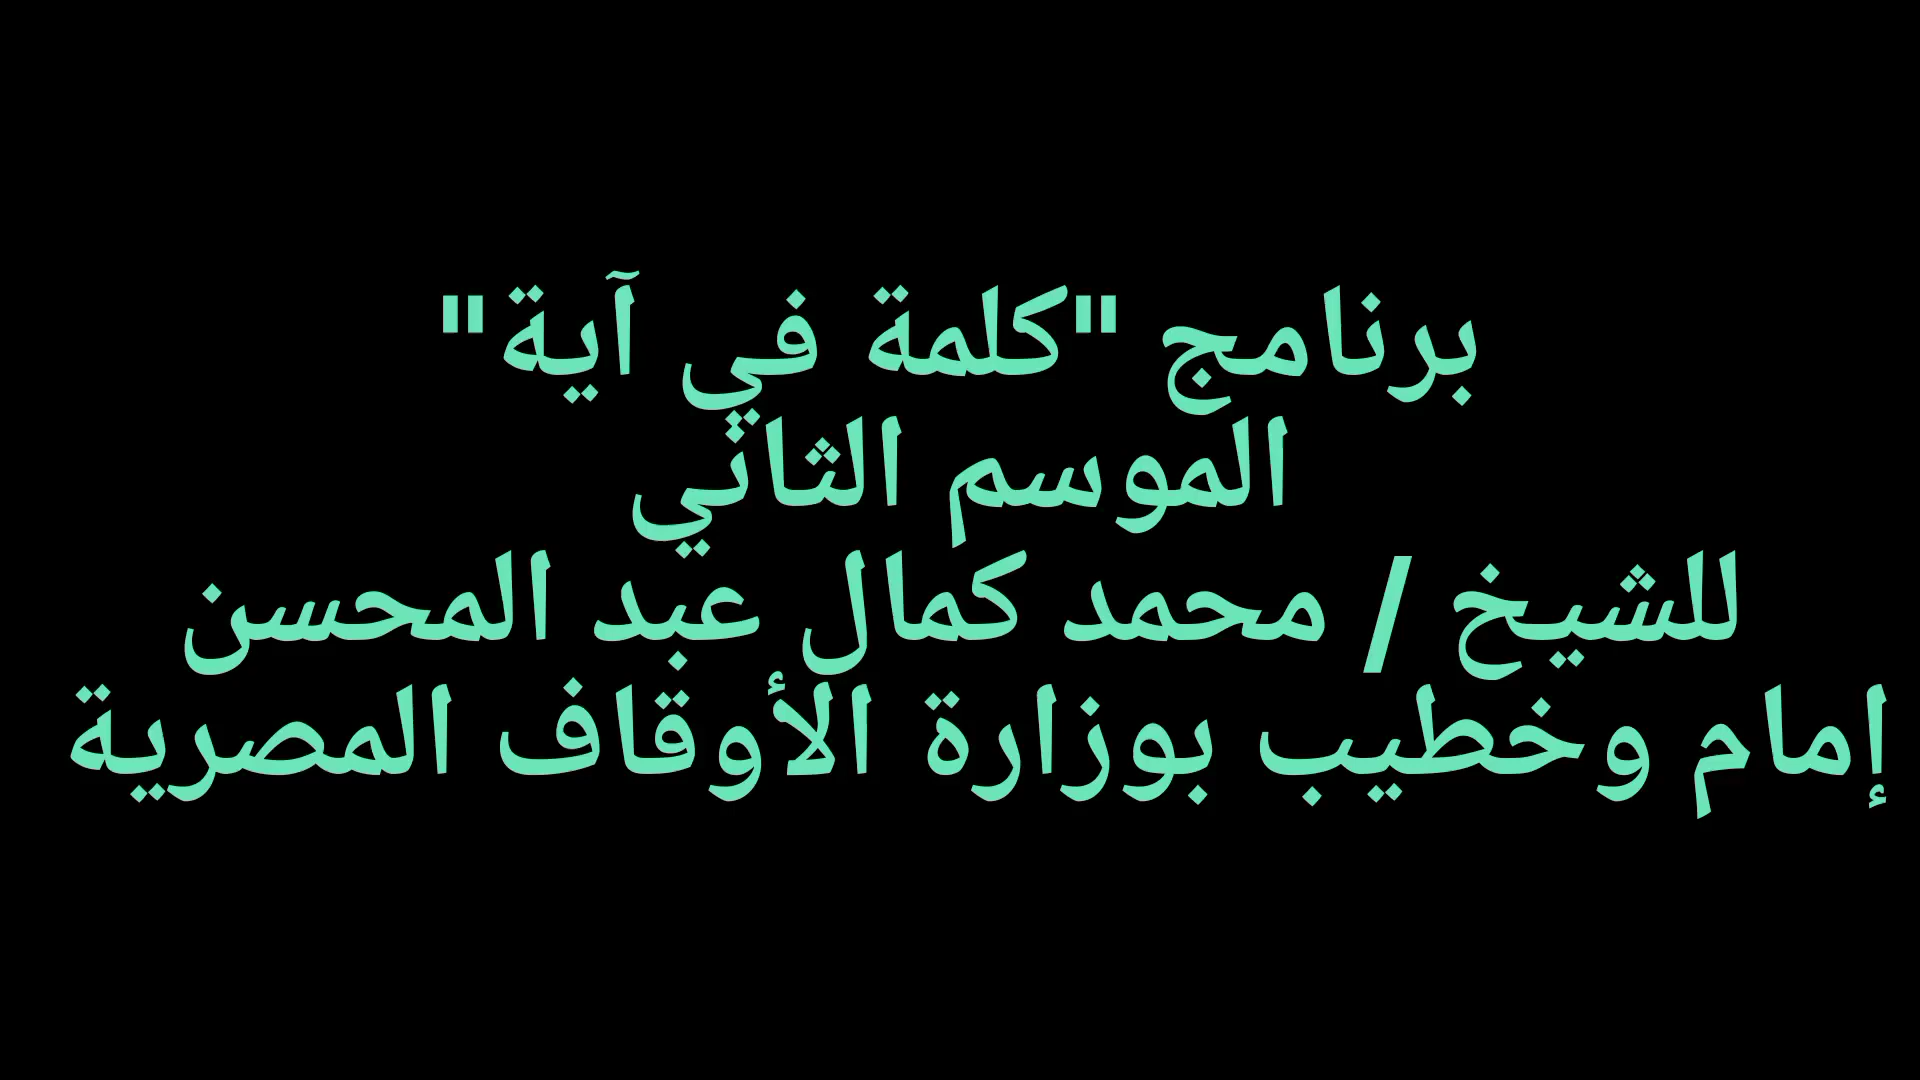 برنامج "كلمة في آية"
الموسم الثاني
للشيخ / محمد كمال عبد المحسن
إمام وخطيب بوزارة الأوقاف المصرية